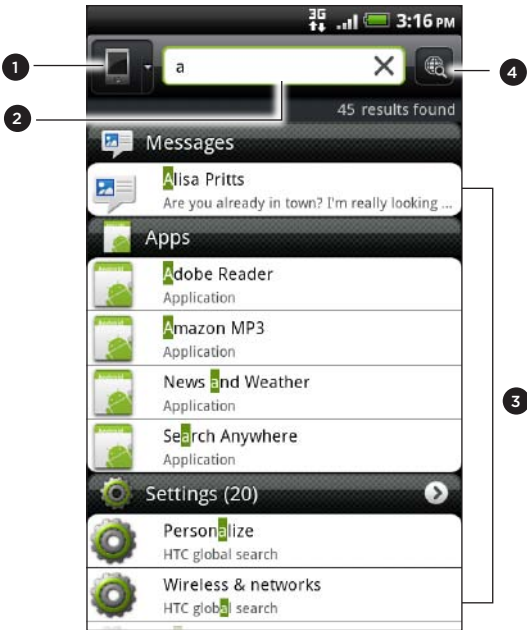 3G 3:16 PM
1
a
4
2
45 results found
Messages
Alisa Pritts
Are you already in town? I'm really looking ...
3
Apps
Adobe Reader
Application
Amazon MP3
Application
News and Weather
Application
Search Anywhere
Application
Settings (20)
Personalize
HTC global search
Wireless & networks
HTC global search